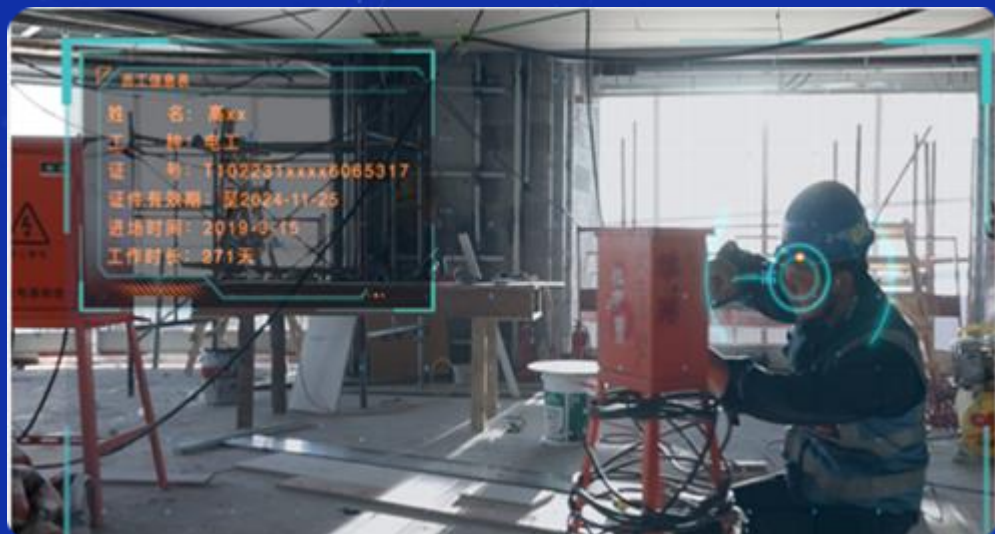 员工信息表
姓 名：高xx
工 种：电工
证 号：T102231xxxx6065317
证件有效期：至2024-11-25
进场时间：2019-3-15
工作时长：271天